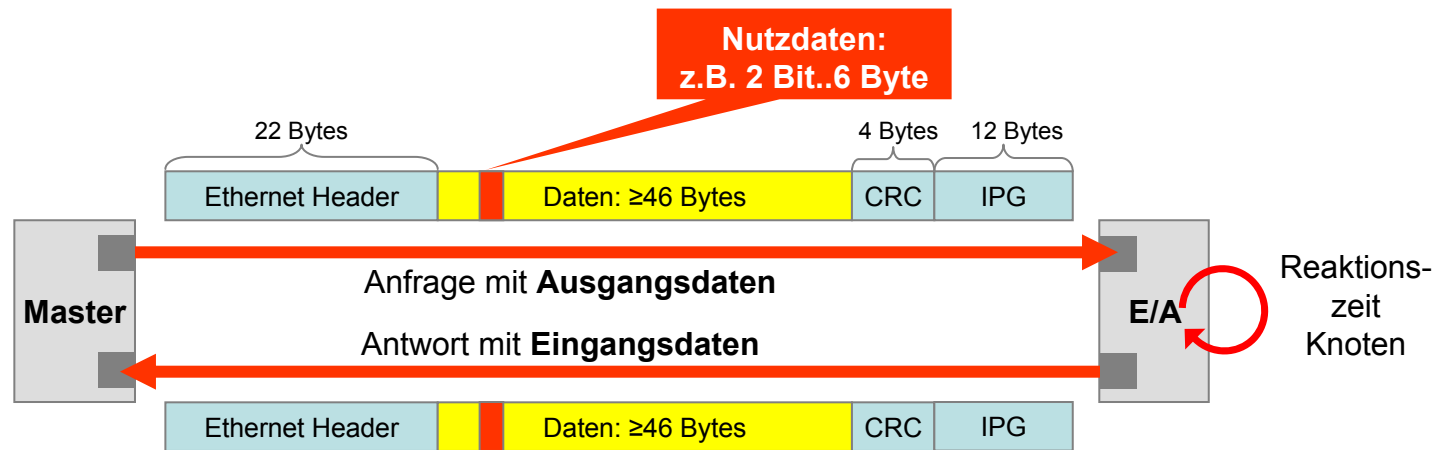 Nutzdaten:
z.B. 2 Bit..6 Byte
22 Bytes
4 Bytes
12 Bytes
Ethernet Header
Daten: ≥46 Bytes
CRC
IPG
Master
Anfrage mit Ausgangsdaten
Antwort mit Eingangsdaten
E/A
Reaktions-
zeit
Knoten
Ethernet Header
Daten: ≥46 Bytes
CRC
IPG